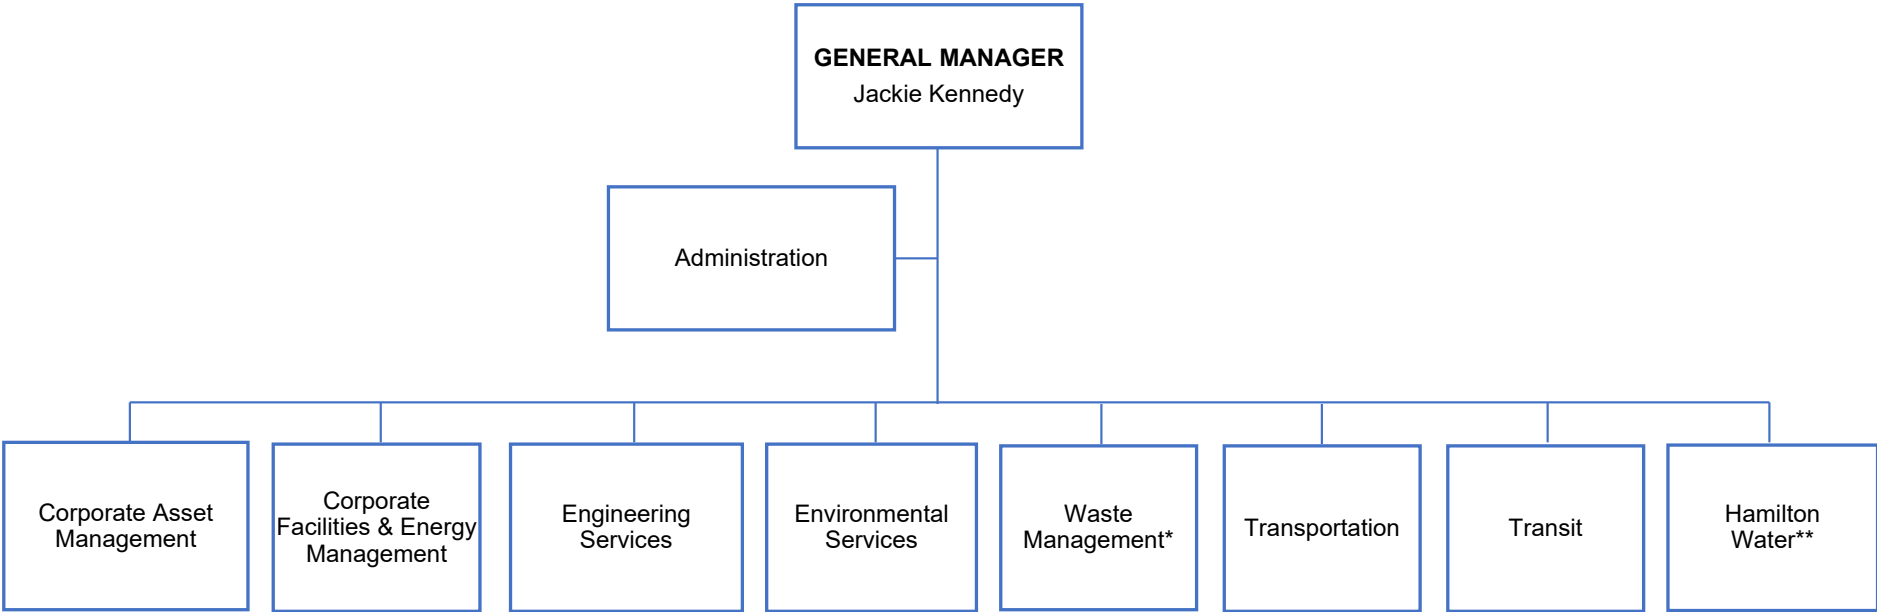 GENERAL MANAGER
Jackie Kennedy
Administration
Corporate Asset
Management
Corporate
Facilities & Energy
Management
Engineering
Services
Environmental
Services
Waste
Management*
Transportation
Transit
Hamilton
Water**